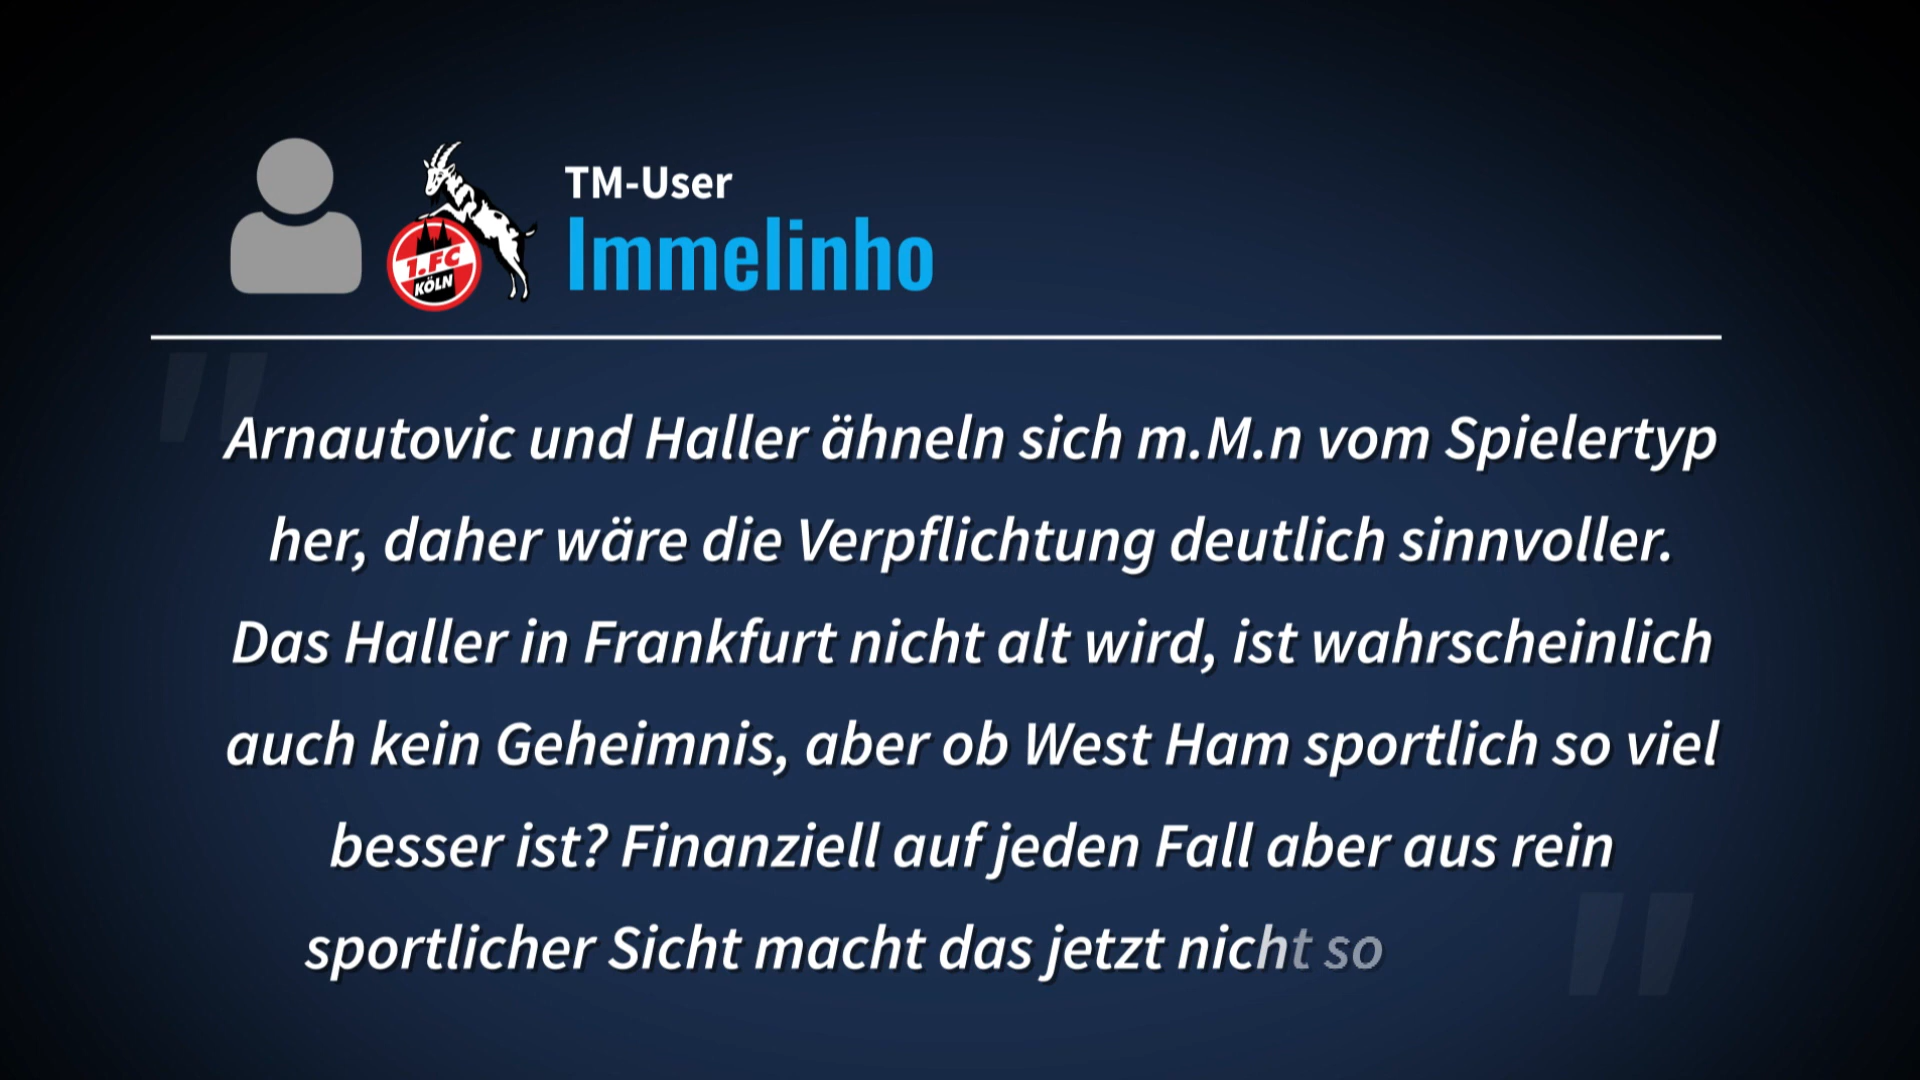 TM-User
Immelinho
1.FC
KÖLN
Arnautovic und Haller ähneln sich m.M.n vom Spielertyp
her, daher wäre die Verpflichtung deutlich sinnvoller.
Das Haller in Frankfurt nicht alt wird, ist wahrscheinlich
auch kein Geheimnis, aber ob West Ham sportlich so viel
besser ist? Finanziell auf jeden Fall aber aus rein
sportlicher Sicht macht das jetzt nicht so